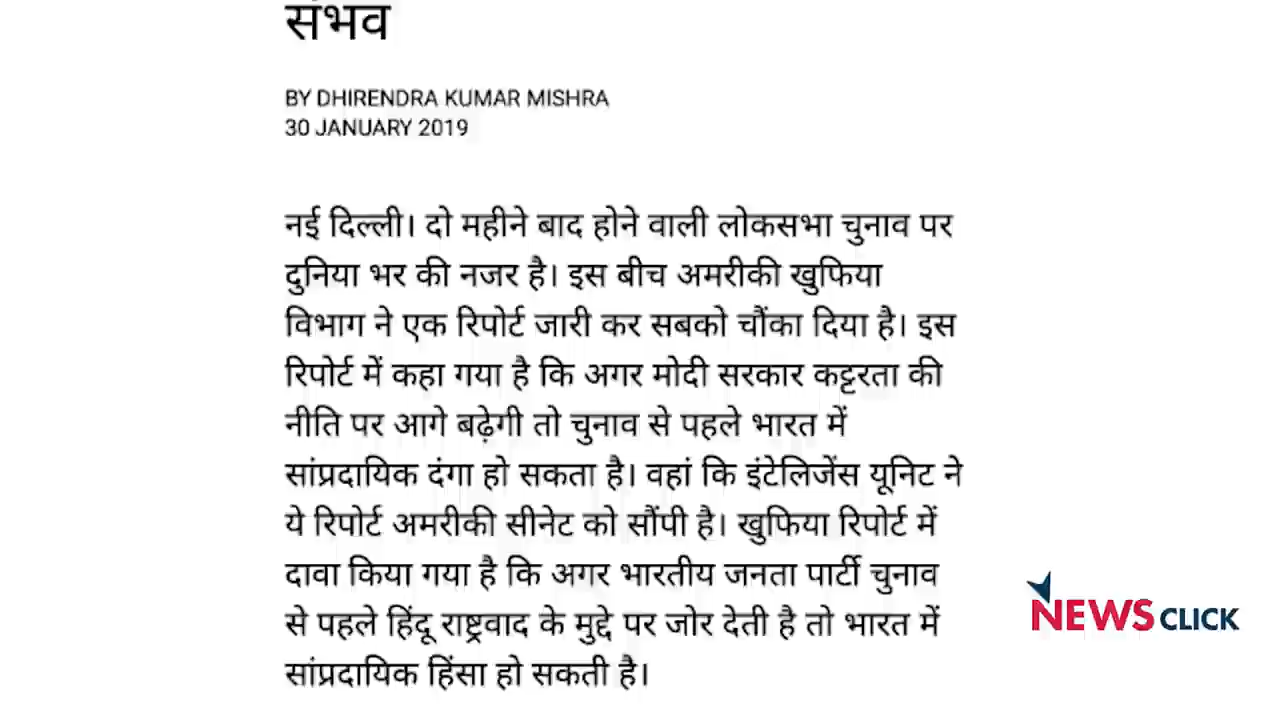 संभव
BY DHIRENDRA KUMAR MISHRA
30 JANUARY 2019
नई दिल्ली। दो महीने बाद होने वाली लोकसभा चुनाव पर
दुनिया भर की नजर है। इस बीच अमरीकी खुफिया
विभाग ने एक रिपोर्ट जारी कर सबको चौंका दिया है। इस
रिपोर्ट में कहा गया है कि अगर मोदी सरकार कट्टरता की
नीति पर आगे बढ़ेगी तो चुनाव से पहले भारत में
सांप्रदायिक दंगा हो सकता है। वहां कि इंटेलिजेंस यूनिट ने
ये रिपोर्ट अमरीकी सीनेट को सौंपी है। खुफिया रिपोर्ट में
दावा किया गया है कि अगर भारतीय जनता पार्टी चुनाव
से पहले हिंदू राष्ट्रवाद के मुद्दे पर जोर देती है तो भारत में
सांप्रदायिक हिंसा हो सकती है।
NEWSCLICK